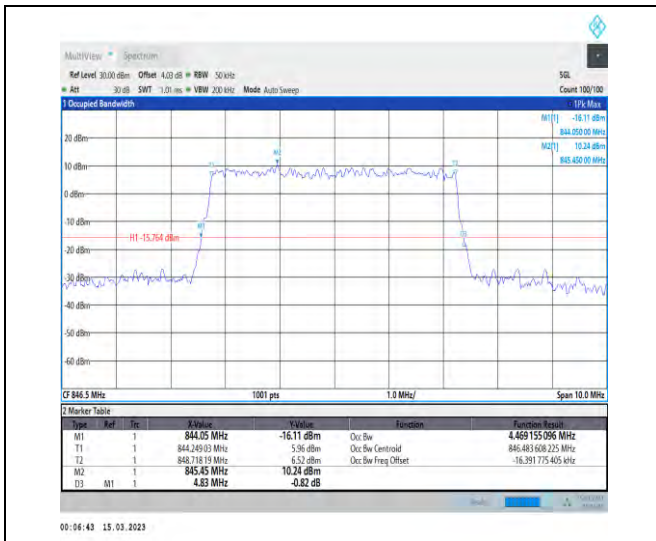 MultiView Spectrum
Ref Level 30.00 dBm Offset 4.03 dB RBW 50 kHz SGL
Att 30 dB SWT 1.01 ms VBW 200 kHz Mode Auto Sweep Count 100/100
1 Occupied Bandwidth 1Pk Max
M1[1] -16.11 dBm
844.05000 MHz
M2[1] 10.24 dBm
845.45000 MHz
20 dBm
M2
10 dBm
T1 T2
0 dBm
-10 dBm
M1 D3
H1 -15.764 dBm
-20 dBm
-30 dBm
-40 dBm
-50 dBm
-60 dBm
CF 846.5 MHz 1001 pts 1.0 MHz/ Span 10.0 MHz
2 Marker Table
Type Ref Trc X-Value Y-Value Function Function Result
M1 1 844.05 MHz -16.11 dBm Occ Bw 4.469 155 096 MHz
T1 1 844.249 03 MHz 5.96 dBm Occ Bw Centroid 846.483 608 225 MHz
T2 1 848.718 19 MHz 6.52 dBm Occ Bw Freq Offset -16.391 775 405 kHz
M2 1 845.45 MHz 10.24 dBm
D3 M1 1 4.83 MHz -0.82 dB
00:06:43 15.03.2023